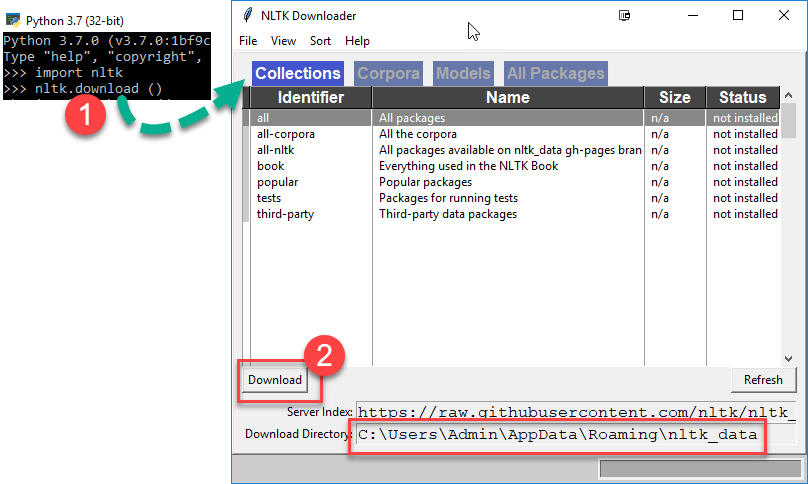 Python 3.7 (32-bit)
Python 3.7.0 (v3.7.0:1bf9c
Type "help", "copyright",
>>> import nltk
>>> nltk.download ()
1
NLTK Downloader
File View Sort Help
Collections Corpora Models All Packages
Identifier Name Size Status
all All packages n/a not installed
all-corpora All the corpora n/a not installed
all-nltk All packages available on nltk_data gh-pages bran n/a not installed
book Everything used in the NLTK Book n/a not installed
popular Popular packages n/a not installed
tests Packages for running tests n/a not installed
third-party Third-party data packages n/a not installed
2
Download Refresh
Server Index: https://raw.githubusercontent.com/nltk/nltk_
Download Directory: C:\Users\Admin\AppData\Roaming\nltk_data